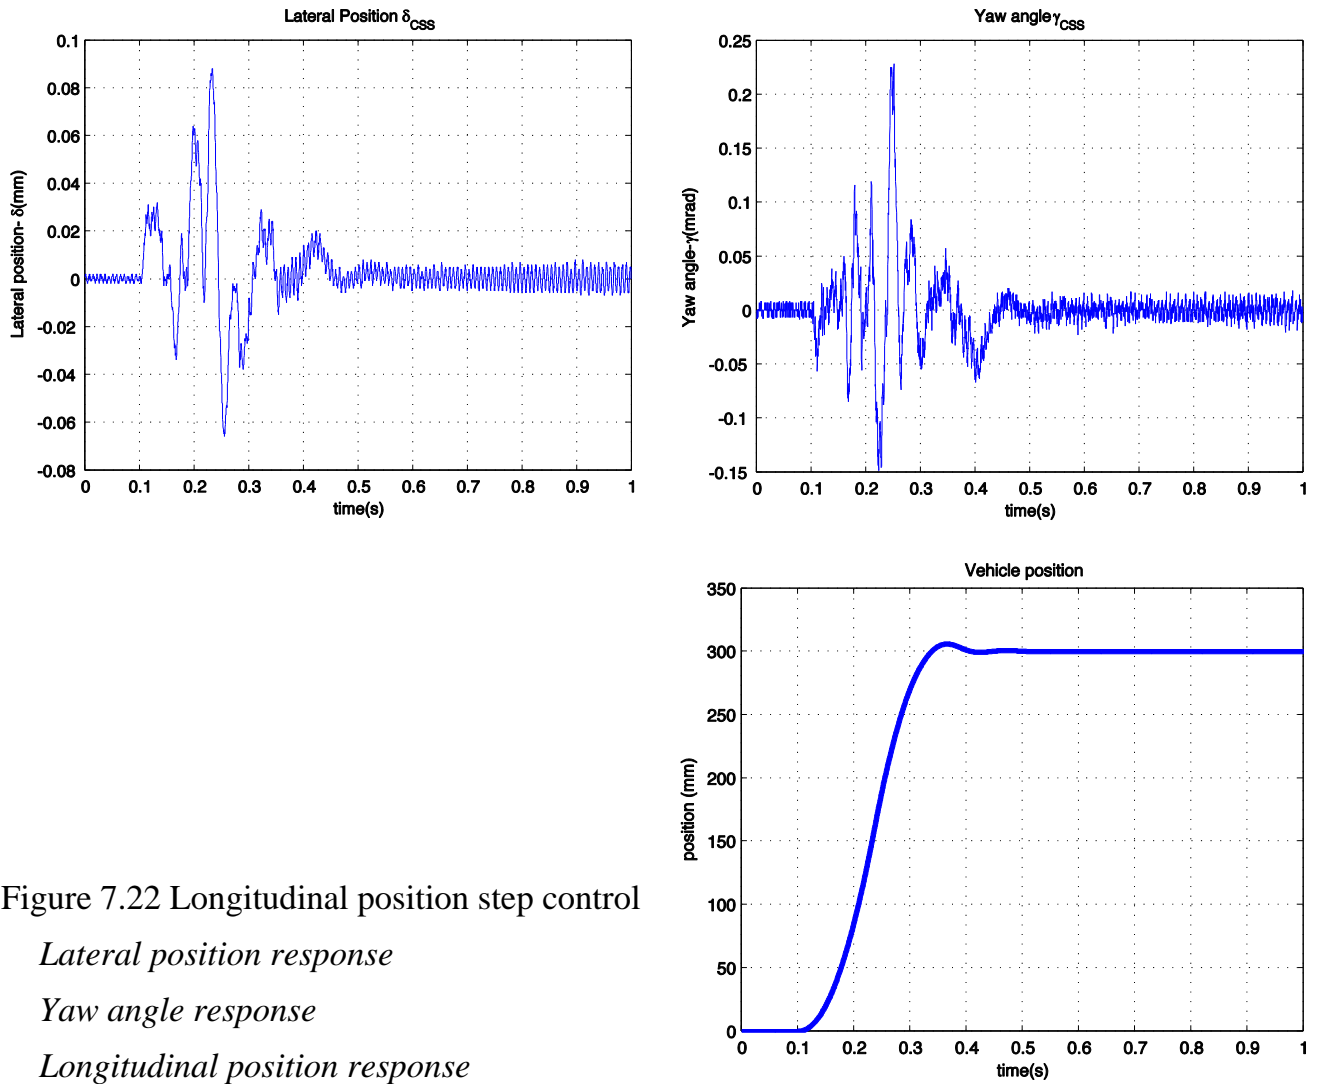 Lateral Position δCSS
0.1
0.08
0.06
0.04
0.02
0
-0.02
-0.04
-0.06
-0.08
Lateral position- δ(mm)
0 0.1 0.2 0.3 0.4 0.5 0.6 0.7 0.8 0.9 1
time(s)
Yaw angleγCSS
0.25
0.2
0.15
0.1
0.05
0
-0.05
-0.1
-0.15
Yaw angle-γ(mrad)
0 0.1 0.2 0.3 0.4 0.5 0.6 0.7 0.8 0.9 1
time(s)
Vehicle position
350
300
250
200
150
100
50
0
position (mm)
0 0.1 0.2 0.3 0.4 0.5 0.6 0.7 0.8 0.9 1
time(s)
Figure 7.22 Longitudinal position step control
Lateral position response
Yaw angle response
Longitudinal position response